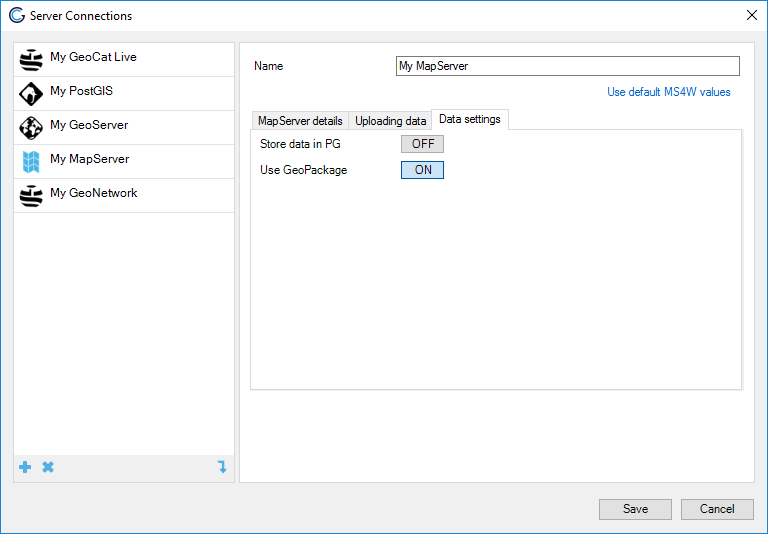 Server Connections
My GeoCat Live
My PostGIS
My GeoServer
My MapServer
My GeoNetwork
Name
My MapServer
Use default MS4W values
MapServer details
Uploading data
Data settings
Store data in PG
OFF
Use GeoPackage
ON
Save
Cancel